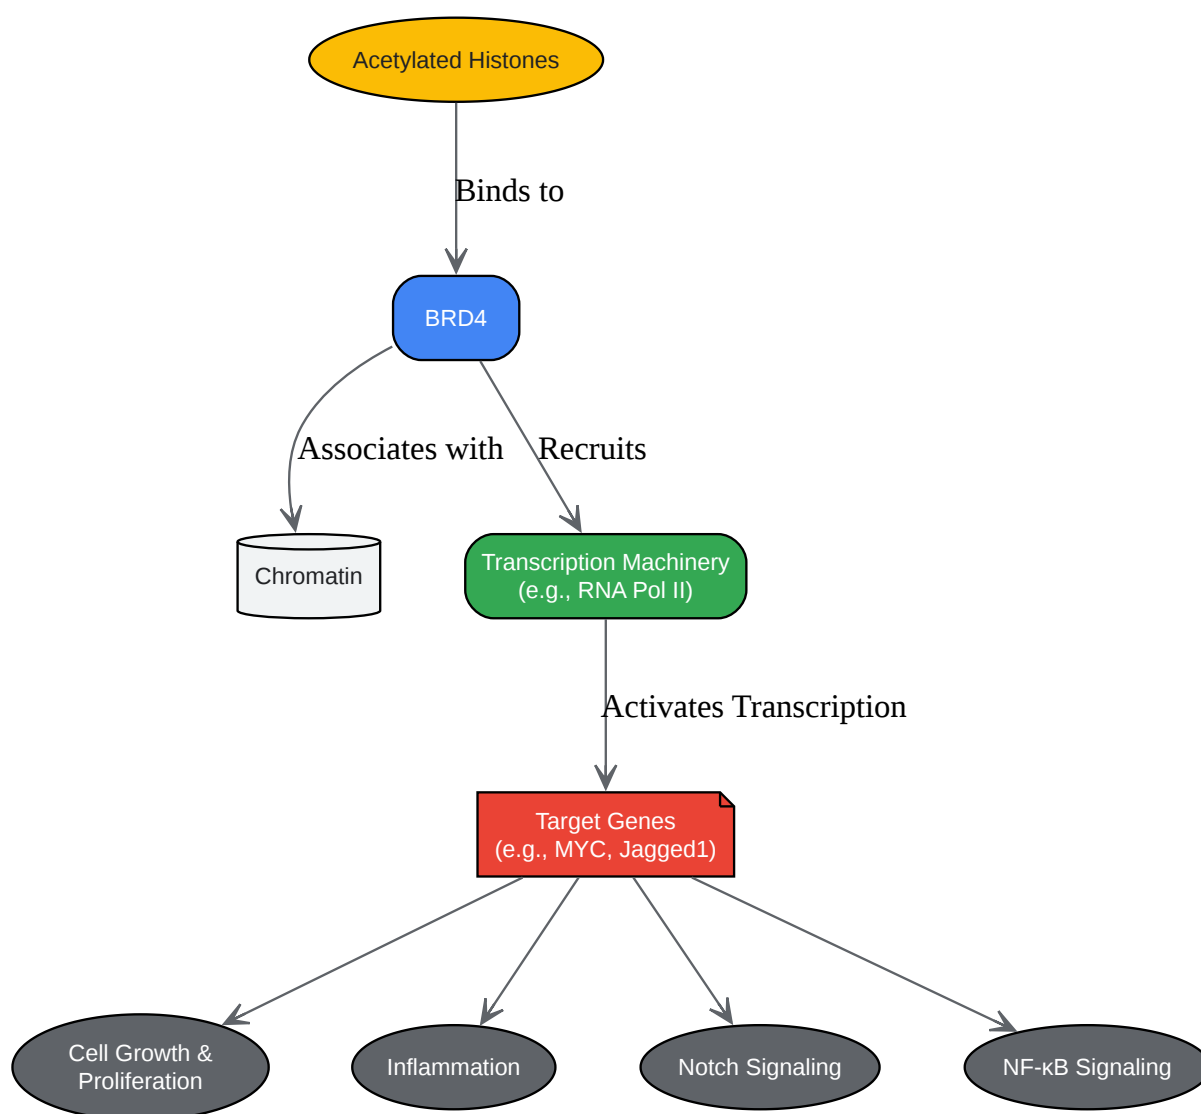 Acetylated Histones
Binds to
BRD4
Associates with
Recruits
Chromatin
Transcription Machinery
(e.g., RNA Pol II)
Activates Transcription
Target Genes
(e.g., MYC, Jagged1)
Cell Growth &
Proliferation
Inflammation
Notch Signaling
NF-κB Signaling